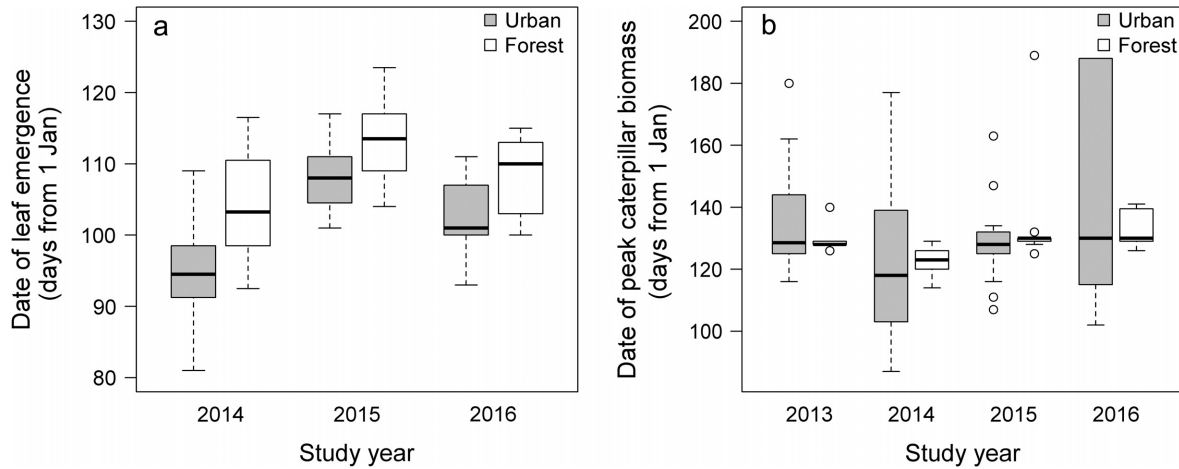 a
Urban
Forest
Date of leaf emergence
(days from 1 Jan)
130
120
110
100
90
80
2014
2015
2016
Study year
b
Urban
Forest
Date of peak caterpillar biomass
(days from 1 Jan)
200
180
160
140
120
100
2013
2014
2015
2016
Study year